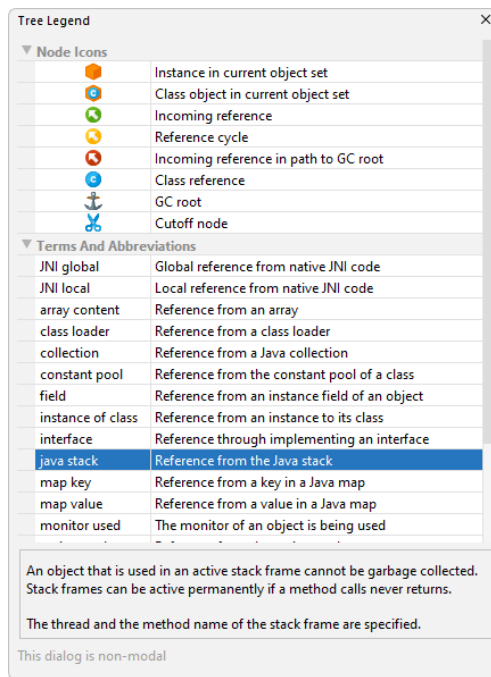 Tree Legend
Node Icons
Instance in current object set
C Class object in current object set
Incoming reference
Reference cycle
Incoming reference in path to GC root
C Class reference
GC root
Cutoff node
Terms And Abbreviations
JNI global Global reference from native JNI code
JNI local Local reference from native JNI code
array content Reference from an array
class loader Reference from a class loader
collection Reference from a Java collection
constant pool Reference from the constant pool of a class
field Reference from an instance field of an object
instance of class Reference from an instance to its class
interface Reference through implementing an interface
java stack Reference from the Java stack
map key Reference from a key in a Java map
map value Reference from a value in a Java map
monitor used The monitor of an object is being used
An object that is used in an active stack frame cannot be garbage collected.
Stack frames can be active permanently if a method calls never returns.
The thread and the method name of the stack frame are specified.
This dialog is non-modal